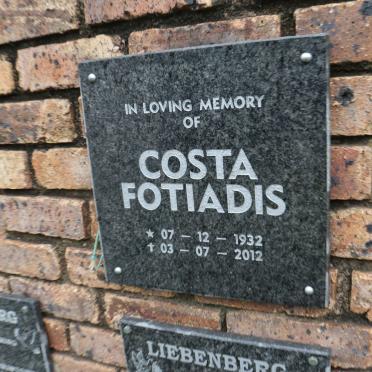 IN LOVING MEMORY
OF
COSTA
FOTIADIS
★ 07 - 12 - 1932
✝ 03 - 07 - 2012
LIEBENBERG